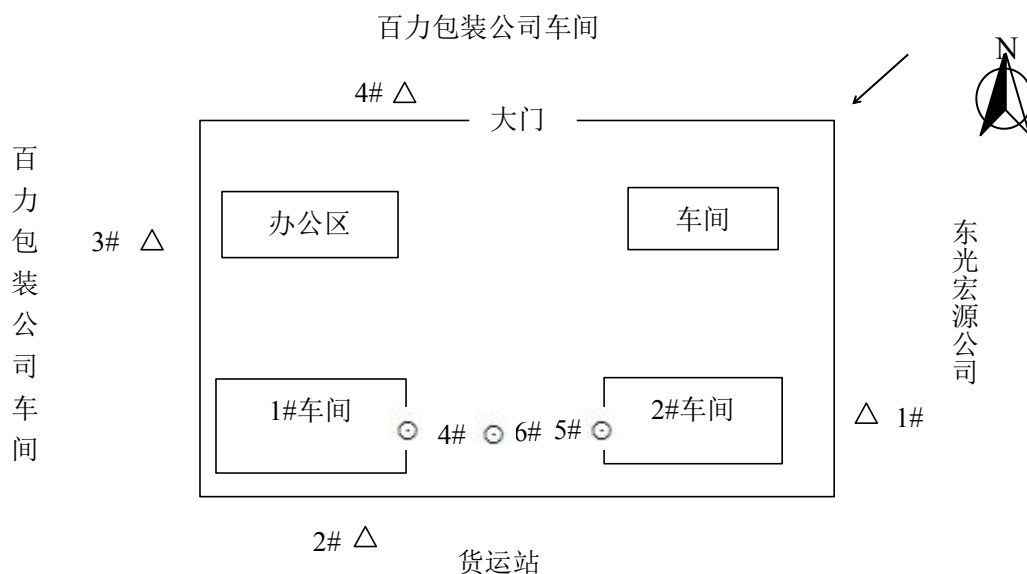 百力包装公司车间
N
4# △
大门
百力包装公司车间
办公区
车间
3# △
东光宏源公司
1#车间
2#车间
4#
6#
5#
△ 1#
2# △
货运站